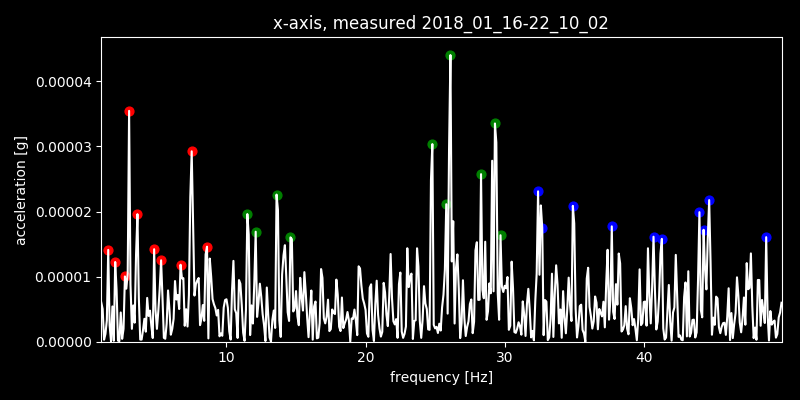 x-axis, measured 2018_01_16-22_10_02
acceleration [g]
0.00004
0.00003
0.00002
0.00001
0.00000
10 20 30 40
frequency [Hz]